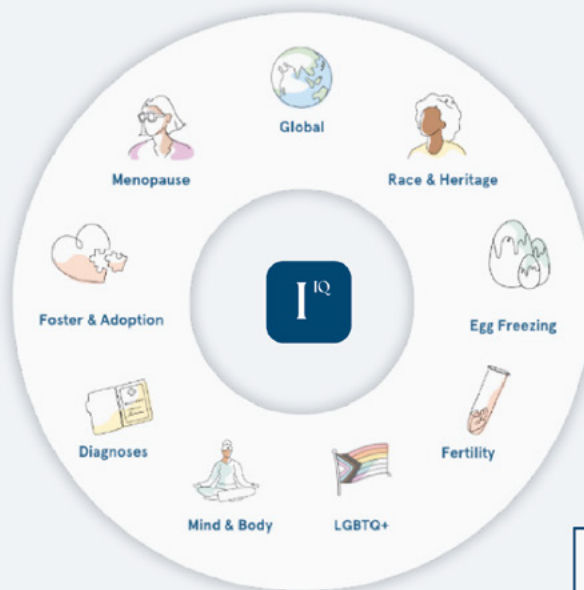 Global
Menopause
Race & Heritage
Foster & Adoption
I IQ
Egg Freezing
Diagnoses
Fertility
Mind & Body
LGBTQ+